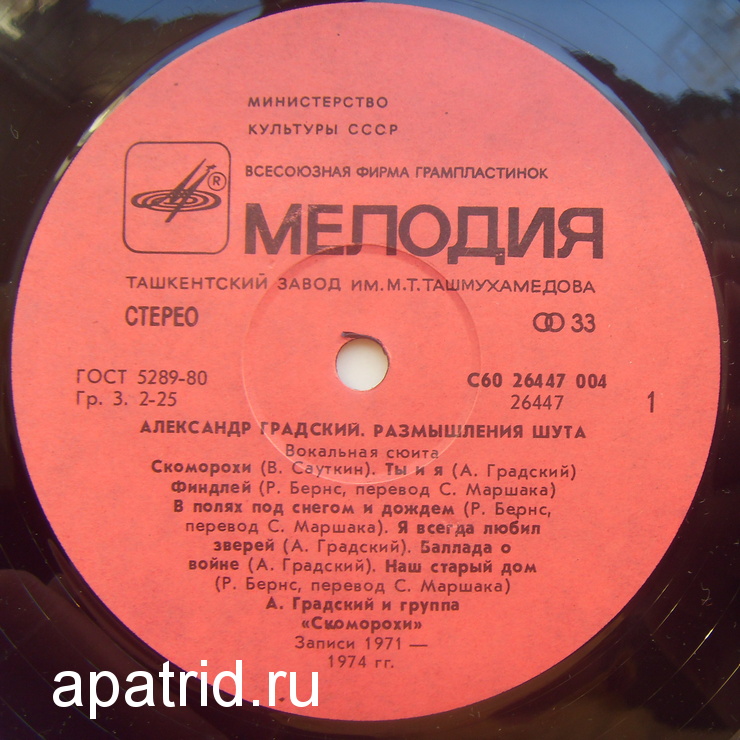 МИНИСТЕРСТВО
КУЛЬТУРЫ СССР
ВСЕСОЮЗНАЯ ФИРМА ГРАМПЛАСТИНОК
®
МЕЛОДИЯ
ТАШКЕНТСКИЙ ЗАВОД ИМ. М.Т.ТАШМУХАМЕДОВА
СТЕРЕО
33
ГОСТ 5289-80
Гр. 3. 2-25
С60 26447 004
26447
1
АЛЕКСАНДР ГРАДСКИЙ. РАЗМЫШЛЕНИЯ ШУТА
Вокальная сюита
Скоморохи (В. Сауткин). Ты и я (А. Градский)
Финдлей (Р. Бернс, перевод С. Маршака)
В полях под снегом и дождем (Р. Бернс,
перевод С. Маршака). Я всегда любил
зверей (А. Градский). Баллада о
войне (А. Градский). Наш старый дом
(Р. Бернс, перевод С. Маршака)
А. Градский и группа
«Скоморохи»
Записи 1971 —
1974 гг.
apatrid.ru